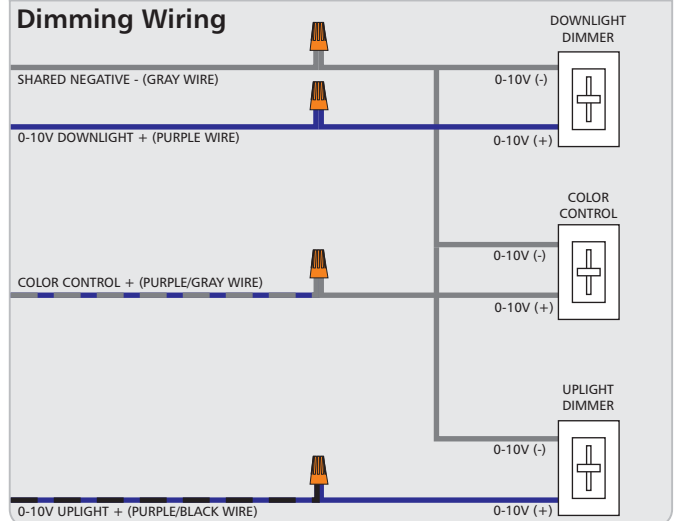 Dimming Wiring
DOWNLIGHT
DIMMER
SHARED NEGATIVE - (GRAY WIRE)
0-10V (-)
0-10V DOWNLIGHT + (PURPLE WIRE)
0-10V (+)
COLOR
CONTROL
0-10V (-)
COLOR CONTROL + (PURPLE/GRAY WIRE)
0-10V (+)
UPLIGHT
DIMMER
0-10V (-)
0-10V UPLIGHT + (PURPLE/BLACK WIRE)
0-10V (+)